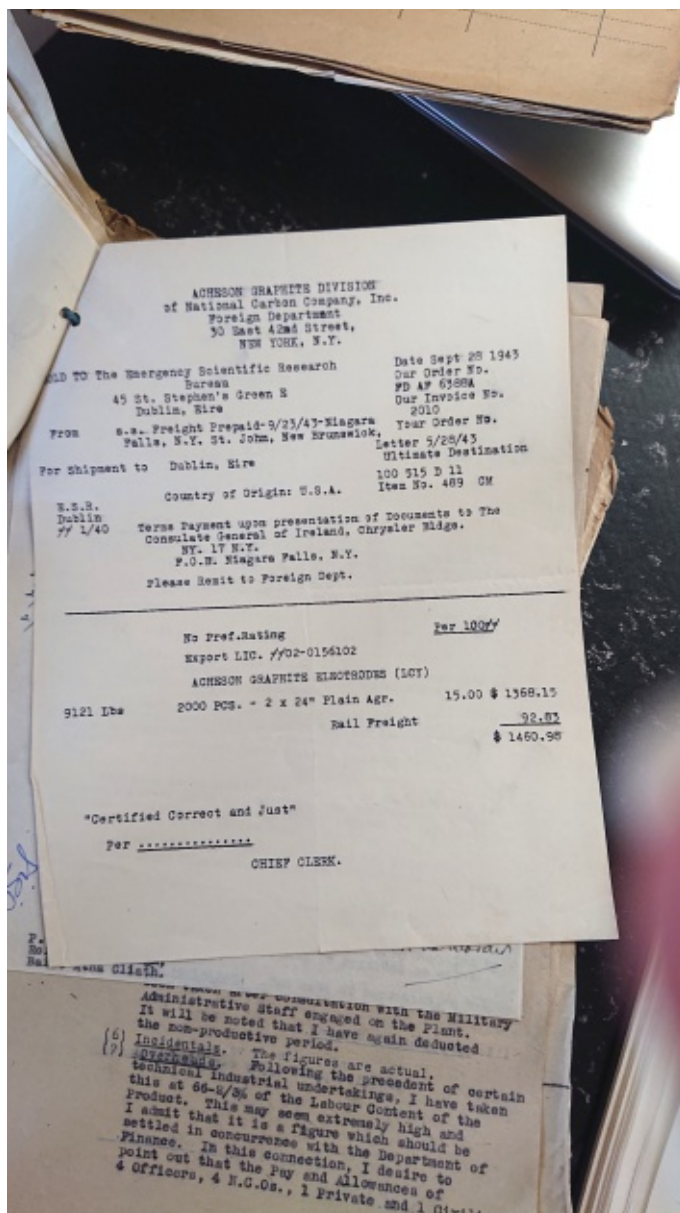 ACHESON GRAPHITE DIVISION
of National Carbon Company, Inc.
Foreign Department
30 East 42nd Street,
NEW YORK, N.Y.
TO The Emergency Scientific Research
Bureau
45 St. Stephen's Green E
Dublin, Eire
Date Sept 28 1943
Our Order No.
FD AF 6388A
Our Invoice No.
2010
Your Order No.
Letter 5/28/43
From s.s. Freight Prepaid-9/23/43-Niagara
Falls, N.Y. St. John, New Brunswick,
Ultimate Destination
For Shipment to Dublin, Eire
100 515 D 11
Item No. 489 CM
Country of Origin: U.S.A.
E.S.R.
Dublin
1/40
Terms Payment upon presentation of Documents to The
Consulate General of Ireland, Chrysler Bldge.
NY. 17 N.Y.
F.O.B. Niagara Falls, N.Y.
Please Remit to Foreign Dept.
No Pref.Rating Per 100
Export LIC. 02-0156102
ACHESON GRAPHITE ELECTRODES (LCY)
9121 Lbs 2000 PCS. - 2 x 24" Plain Agr. 15.00 $ 1368.15
Rail Freight 92.83
$ 1460.98
"Certified Correct and Just"
Per ...............
CHIEF CLERK.
Cliath.
after consultation with the Military
Administrative Staff engaged on the Plant.
It will be noted that I have again deducted
the non-productive period.
(6) Incidentals. The figures are actual.
(7) Overheads. Following the precedent of certain
technical industrial undertakings, I have taken
this at 66-2/3% of the Labour Content of the
Product. This may seem extremely high and
I admit that it is a figure which should be
settled in concurrence with the Department of
Finance. In this connection, I desire to
point out that the Pay and Allowances of
4 Officers, 4 N.C.Os., 1 Private and 1